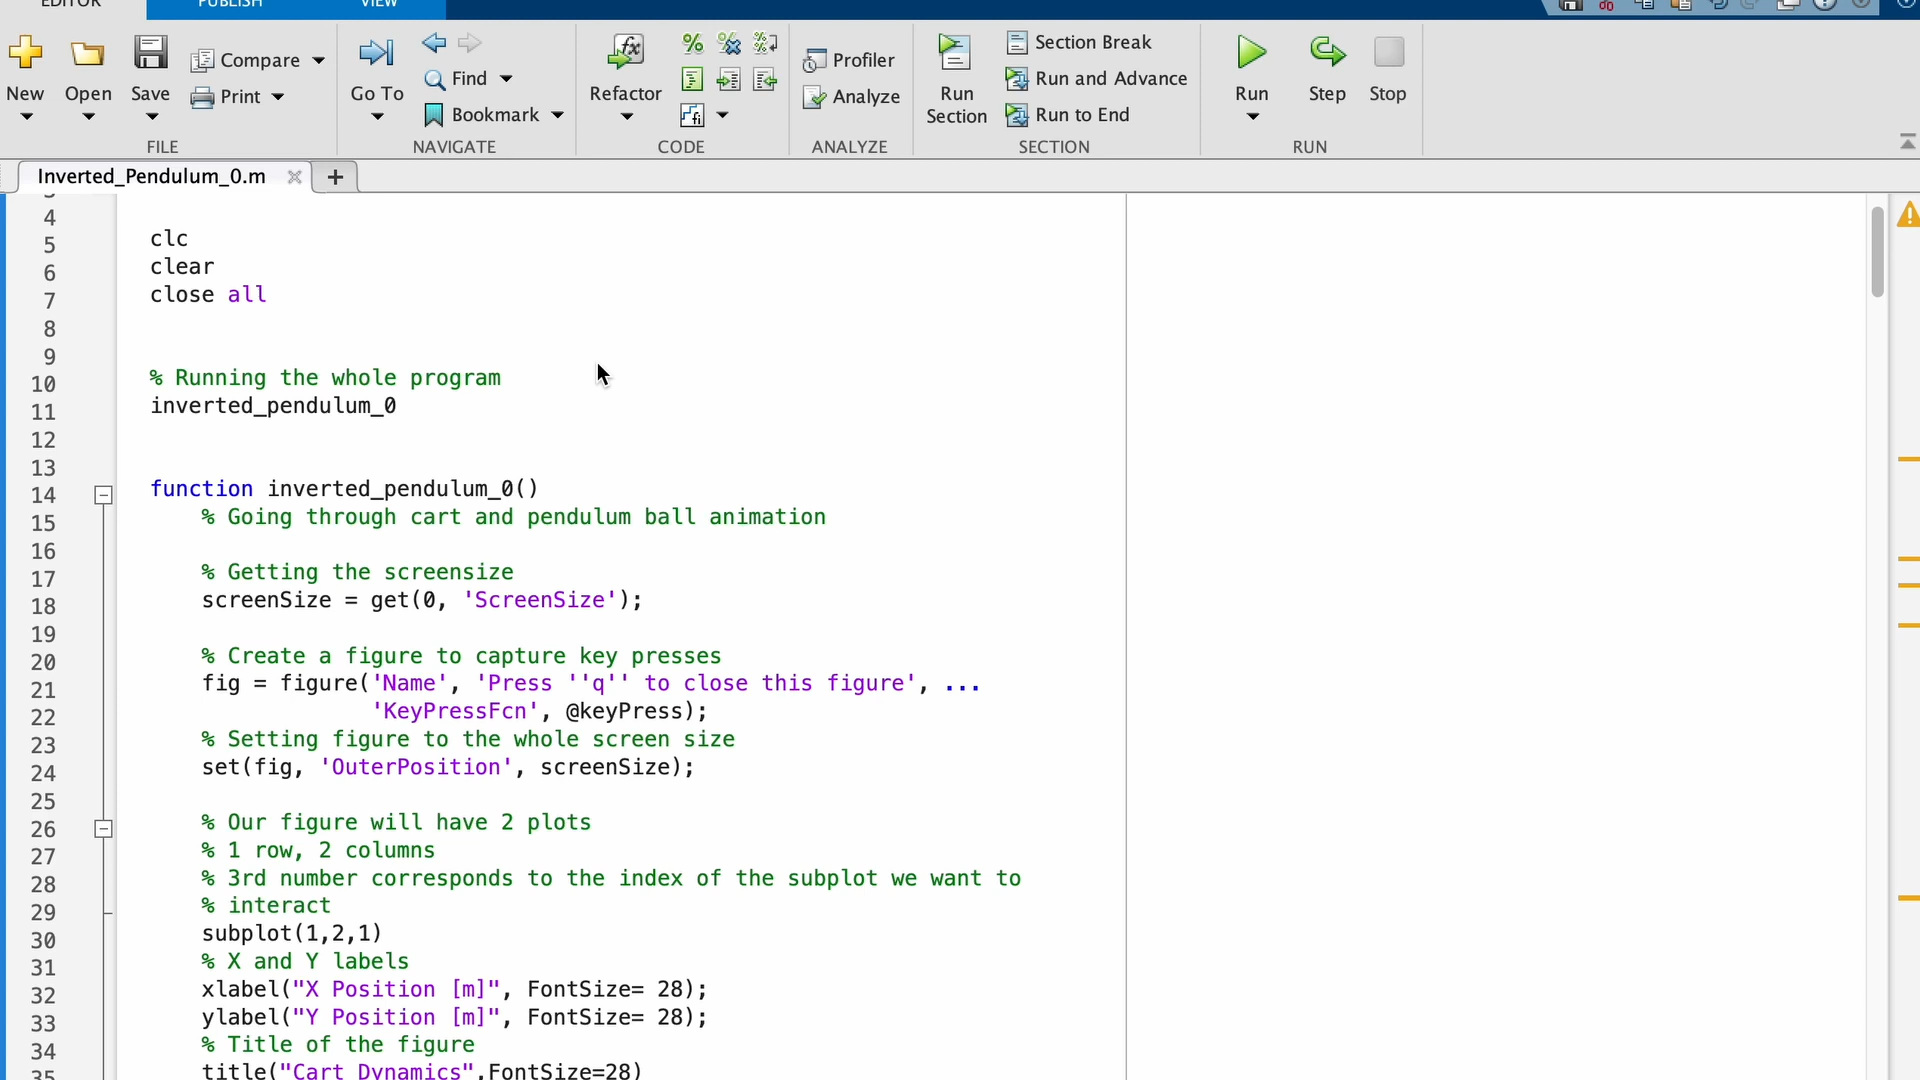 EDITOR
PUBLISH
VIEW
New
Open
Save
Compare
Print
FILE
Go To
Find
Bookmark
NAVIGATE
Refactor
fx
fi
CODE
Profiler
Analyze
ANALYZE
Run Section
Section Break
Run and Advance
Run to End
SECTION
Run
Step
Stop
RUN
Inverted_Pendulum_0.m
+
4
5 clc
6 clear
7 close all
8
9
10 % Running the whole program
11 inverted_pendulum_0
12
13
14 function inverted_pendulum_0()
15 % Going through cart and pendulum ball animation
16
17 % Getting the screensize
18 screenSize = get(0, 'ScreenSize');
19
20 % Create a figure to capture key presses
21 fig = figure('Name', 'Press ''q'' to close this figure', ...
22 'KeyPressFcn', @keyPress);
23 % Setting figure to the whole screen size
24 set(fig, 'OuterPosition', screenSize);
25
26 % Our figure will have 2 plots
27 % 1 row, 2 columns
28 % 3rd number corresponds to the index of the subplot we want to
29 % interact
30 subplot(1,2,1)
31 % X and Y labels
32 xlabel("X Position [m]", FontSize= 28);
33 ylabel("Y Position [m]", FontSize= 28);
34 % Title of the figure
35 title("Cart Dynamics",FontSize=28)